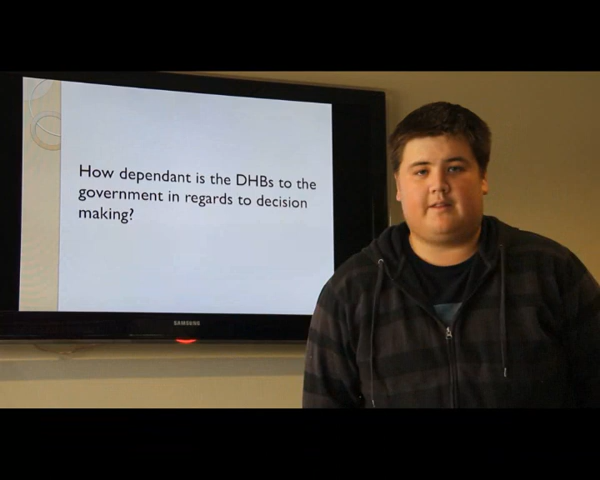 How dependant is the DHBs to the
government in regards to decision
making?
SAMSUNG